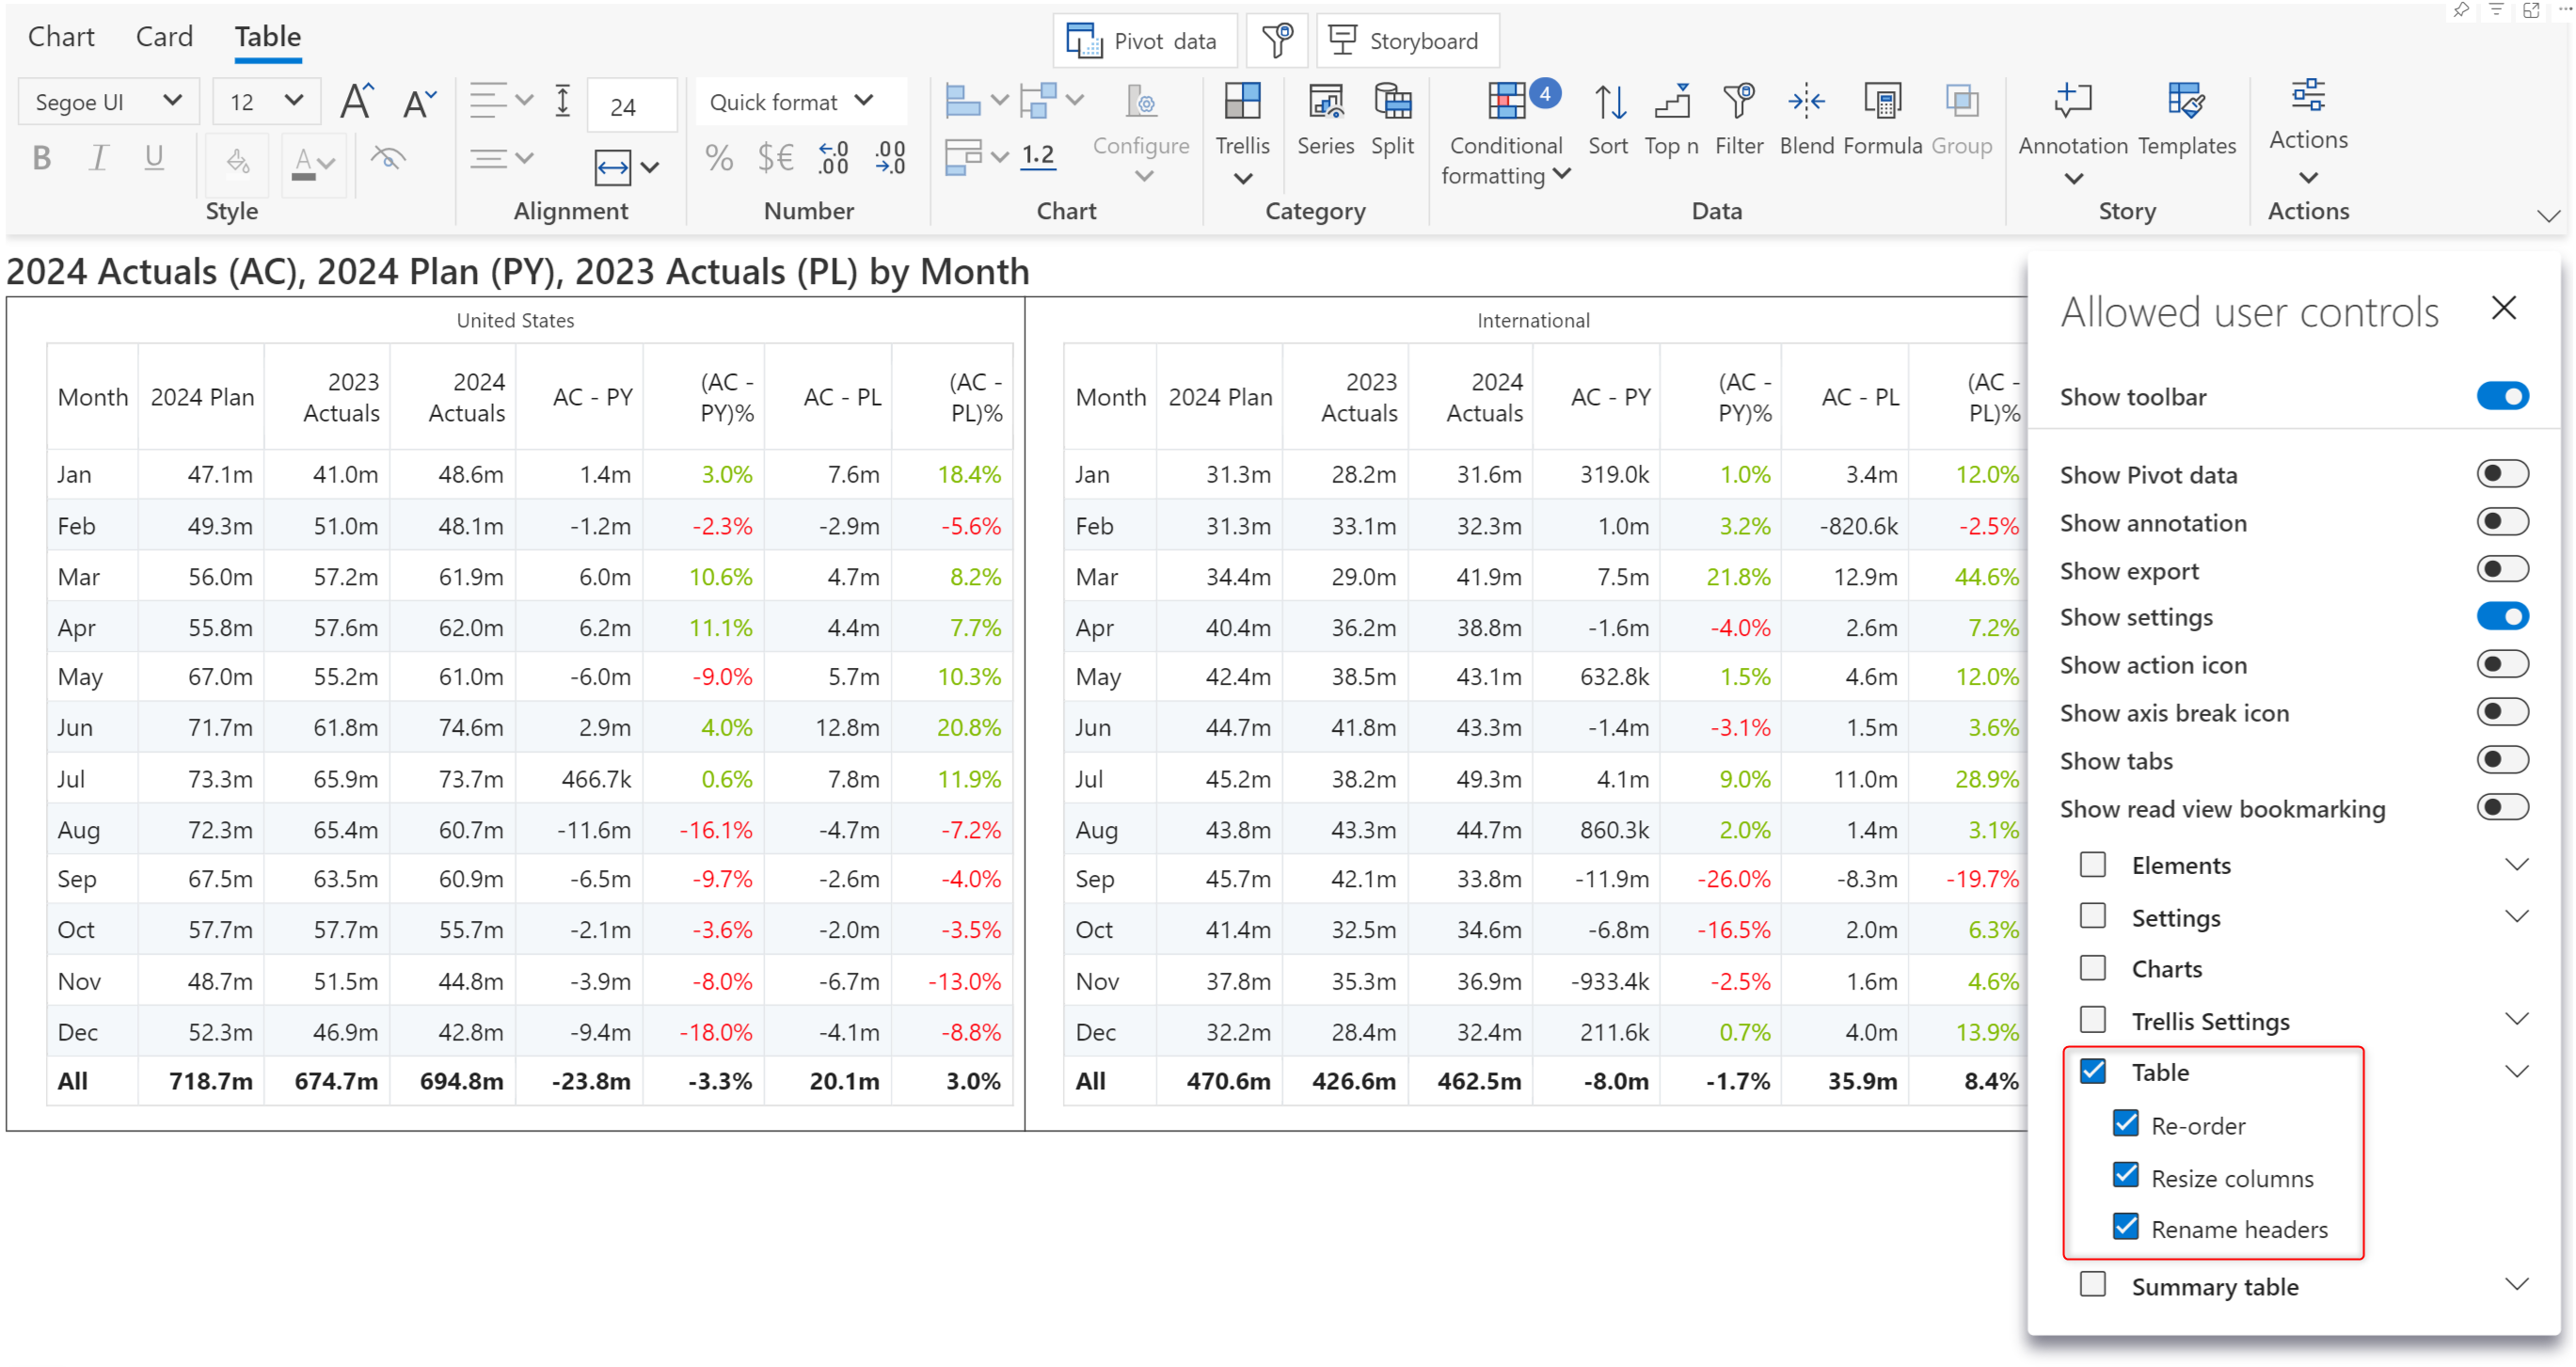 Chart Card Table
Pivot data Storyboard
Segoe UI 12 A A 24 Quick format 1.2 Configure Trellis Series Split Conditional formatting 4 Sort Top n Filter Blend Formula Group Annotation Templates Actions
B I U A % $€ .0 .00 .00 .0
Style Alignment Number Chart Category Data Story Actions
2024 Actuals (AC), 2024 Plan (PY), 2023 Actuals (PL) by Month
United States
Month 2024 Plan 2023 Actuals 2024 Actuals AC - PY (AC - PY)% AC - PL (AC - PL)%
Jan 47.1m 41.0m 48.6m 1.4m 3.0% 7.6m 18.4%
Feb 49.3m 51.0m 48.1m -1.2m -2.3% -2.9m -5.6%
Mar 56.0m 57.2m 61.9m 6.0m 10.6% 4.7m 8.2%
Apr 55.8m 57.6m 62.0m 6.2m 11.1% 4.4m 7.7%
May 67.0m 55.2m 61.0m -6.0m -9.0% 5.7m 10.3%
Jun 71.7m 61.8m 74.6m 2.9m 4.0% 12.8m 20.8%
Jul 73.3m 65.9m 73.7m 466.7k 0.6% 7.8m 11.9%
Aug 72.3m 65.4m 60.7m -11.6m -16.1% -4.7m -7.2%
Sep 67.5m 63.5m 60.9m -6.5m -9.7% -2.6m -4.0%
Oct 57.7m 57.7m 55.7m -2.1m -3.6% -2.0m -3.5%
Nov 48.7m 51.5m 44.8m -3.9m -8.0% -6.7m -13.0%
Dec 52.3m 46.9m 42.8m -9.4m -18.0% -4.1m -8.8%
All 718.7m 674.7m 694.8m -23.8m -3.3% 20.1m 3.0%
International
Month 2024 Plan 2023 Actuals 2024 Actuals AC - PY (AC - PY)% AC - PL (AC - PL)%
Jan 31.3m 28.2m 31.6m 319.0k 1.0% 3.4m 12.0%
Feb 31.3m 33.1m 32.3m 1.0m 3.2% -820.6k -2.5%
Mar 34.4m 29.0m 41.9m 7.5m 21.8% 12.9m 44.6%
Apr 40.4m 36.2m 38.8m -1.6m -4.0% 2.6m 7.2%
May 42.4m 38.5m 43.1m 632.8k 1.5% 4.6m 12.0%
Jun 44.7m 41.8m 43.3m -1.4m -3.1% 1.5m 3.6%
Jul 45.2m 38.2m 49.3m 4.1m 9.0% 11.0m 28.9%
Aug 43.8m 43.3m 44.7m 860.3k 2.0% 1.4m 3.1%
Sep 45.7m 42.1m 33.8m -11.9m -26.0% -8.3m -19.7%
Oct 41.4m 32.5m 34.6m -6.8m -16.5% 2.0m 6.3%
Nov 37.8m 35.3m 36.9m -933.4k -2.5% 1.6m 4.6%
Dec 32.2m 28.4m 32.4m 211.6k 0.7% 4.0m 13.9%
All 470.6m 426.6m 462.5m -8.0m -1.7% 35.9m 8.4%
Allowed user controls
Show toolbar
Show Pivot data
Show annotation
Show export
Show settings
Show action icon
Show axis break icon
Show tabs
Show read view bookmarking
Elements
Settings
Charts
Trellis Settings
Table
Re-order
Resize columns
Rename headers
Summary table